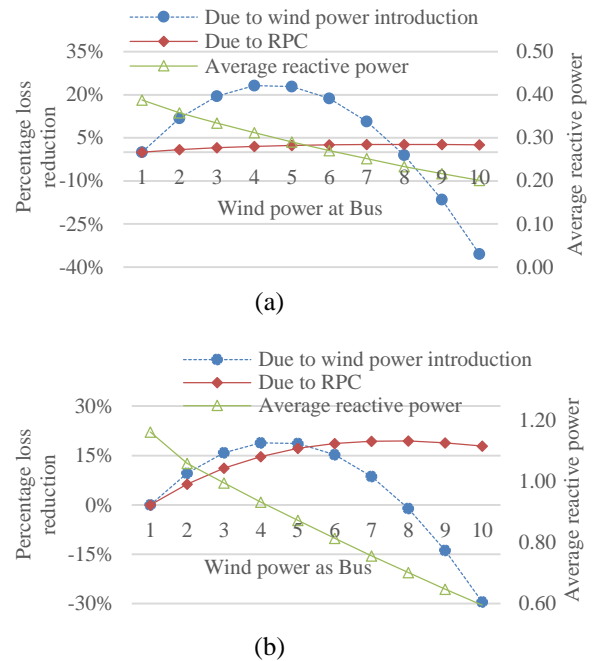 Due to wind power introduction
Due to RPC
Average reactive power
Percentage loss
reduction
35%
20%
5%
-10%
-25%
-40%
0.50
0.40
0.30
0.20
0.10
0.00
Average reactive power
1 2 3 4 5 6 7 8 9 10
Wind power at Bus
(a)
Due to wind power introduction
Due to RPC
Average reactive power
Percentage loss
reduction
30%
15%
0%
-15%
-30%
1.20
1.00
0.80
0.60
Average reactive power
1 2 3 4 5 6 7 8 9 10
Wind power as Bus
(b)